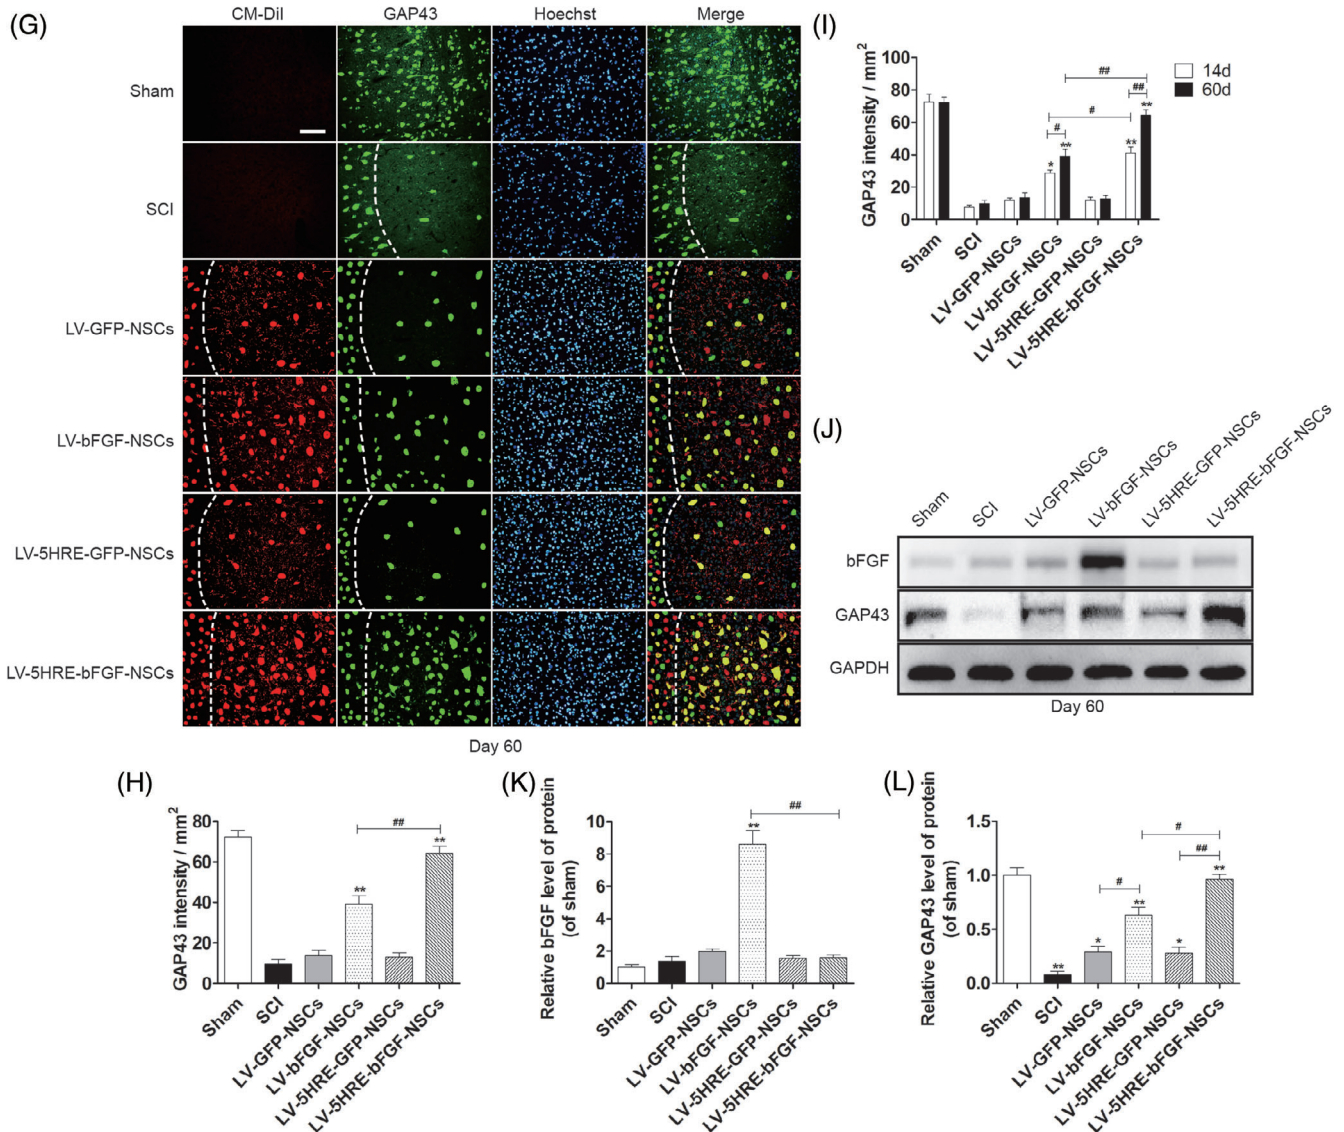 (G)
CM-Dil GAP43 Hoechst Merge
Sham
SCI
LV-GFP-NSCs
LV-bFGF-NSCs
LV-5HRE-GFP-NSCs
LV-5HRE-bFGF-NSCs
Day 60
(I)
GAP43 intensity / mm²
100
80
60
40
20
0
14d
60d
##
##
**
#
#
*
**
**
Sham
SCI
LV-GFP-NSCs
LV-bFGF-NSCs
LV-5HRE-GFP-NSCs
LV-5HRE-bFGF-NSCs
(J)
Sham
SCI
LV-GFP-NSCs
LV-bFGF-NSCs
LV-5HRE-GFP-NSCs
LV-5HRE-bFGF-NSCs
bFGF
GAP43
GAPDH
Day 60
(H)
GAP43 intensity / mm²
80
60
40
20
0
##
**
**
Sham
SCI
LV-GFP-NSCs
LV-bFGF-NSCs
LV-5HRE-GFP-NSCs
LV-5HRE-bFGF-NSCs
(K)
Relative bFGF level of protein
(of sham)
10
8
6
4
2
0
##
**
Sham
SCI
LV-GFP-NSCs
LV-bFGF-NSCs
LV-5HRE-GFP-NSCs
LV-5HRE-bFGF-NSCs
(L)
Relative GAP43 level of protein
(of sham)
1.5
1.0
0.5
0.0
#
##
#
**
*
**
*
**
Sham
SCI
LV-GFP-NSCs
LV-bFGF-NSCs
LV-5HRE-GFP-NSCs
LV-5HRE-bFGF-NSCs